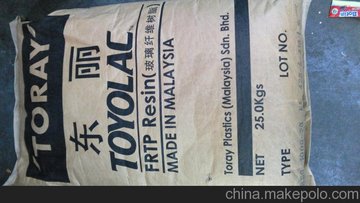 TORAY
东丽
TOYOLAC
FRTP Resin(玻璃纤维树脂)
MADE IN MALAYSIA
Toray Plastics (Malaysia) Sdn. Bhd.
NET 25.0Kgs
TYPE LOT NO.
china.makepolo.com